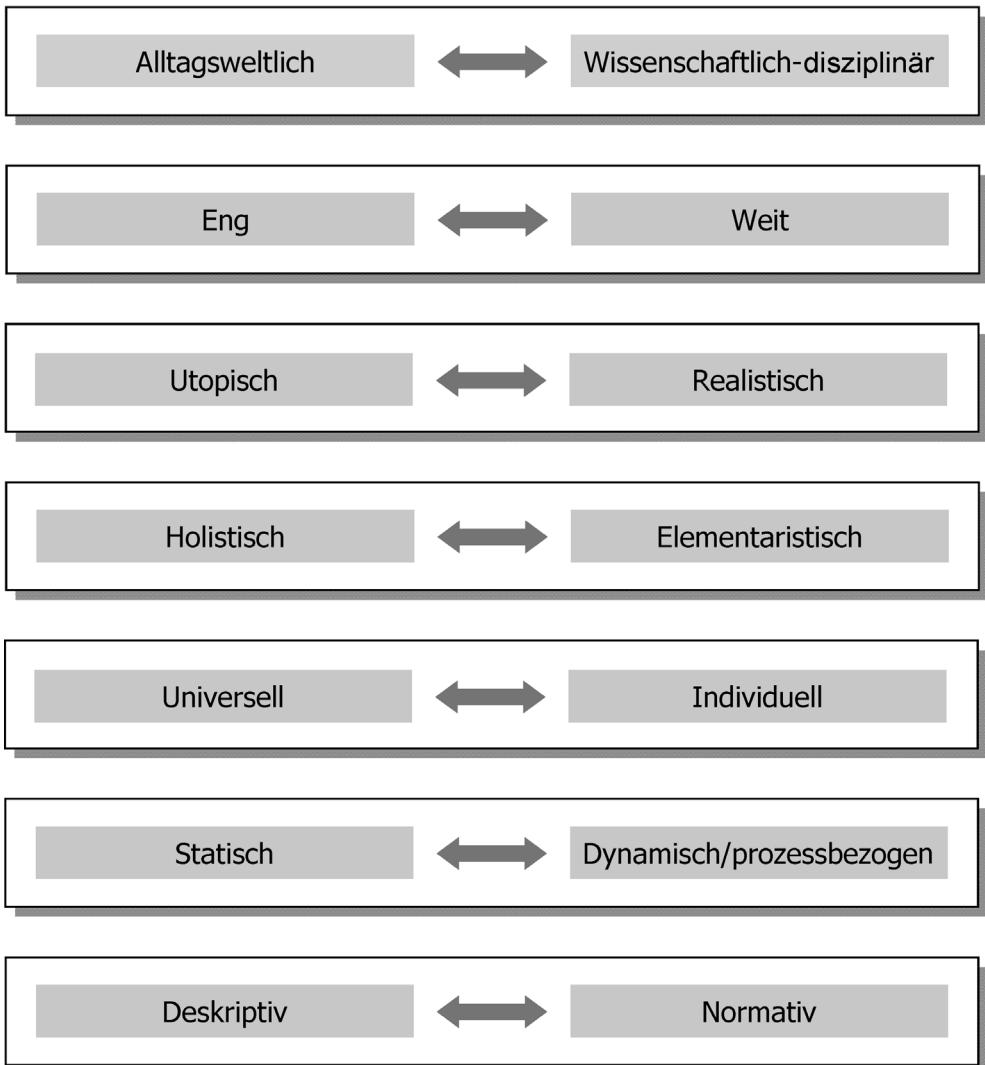 Alltagsweltlich Wissenschaftlich-disziplinär
Eng Weit
Utopisch Realistisch
Holistisch Elementaristisch
Universell Individuell
Statisch Dynamisch/prozessbezogen
Deskriptiv Normativ